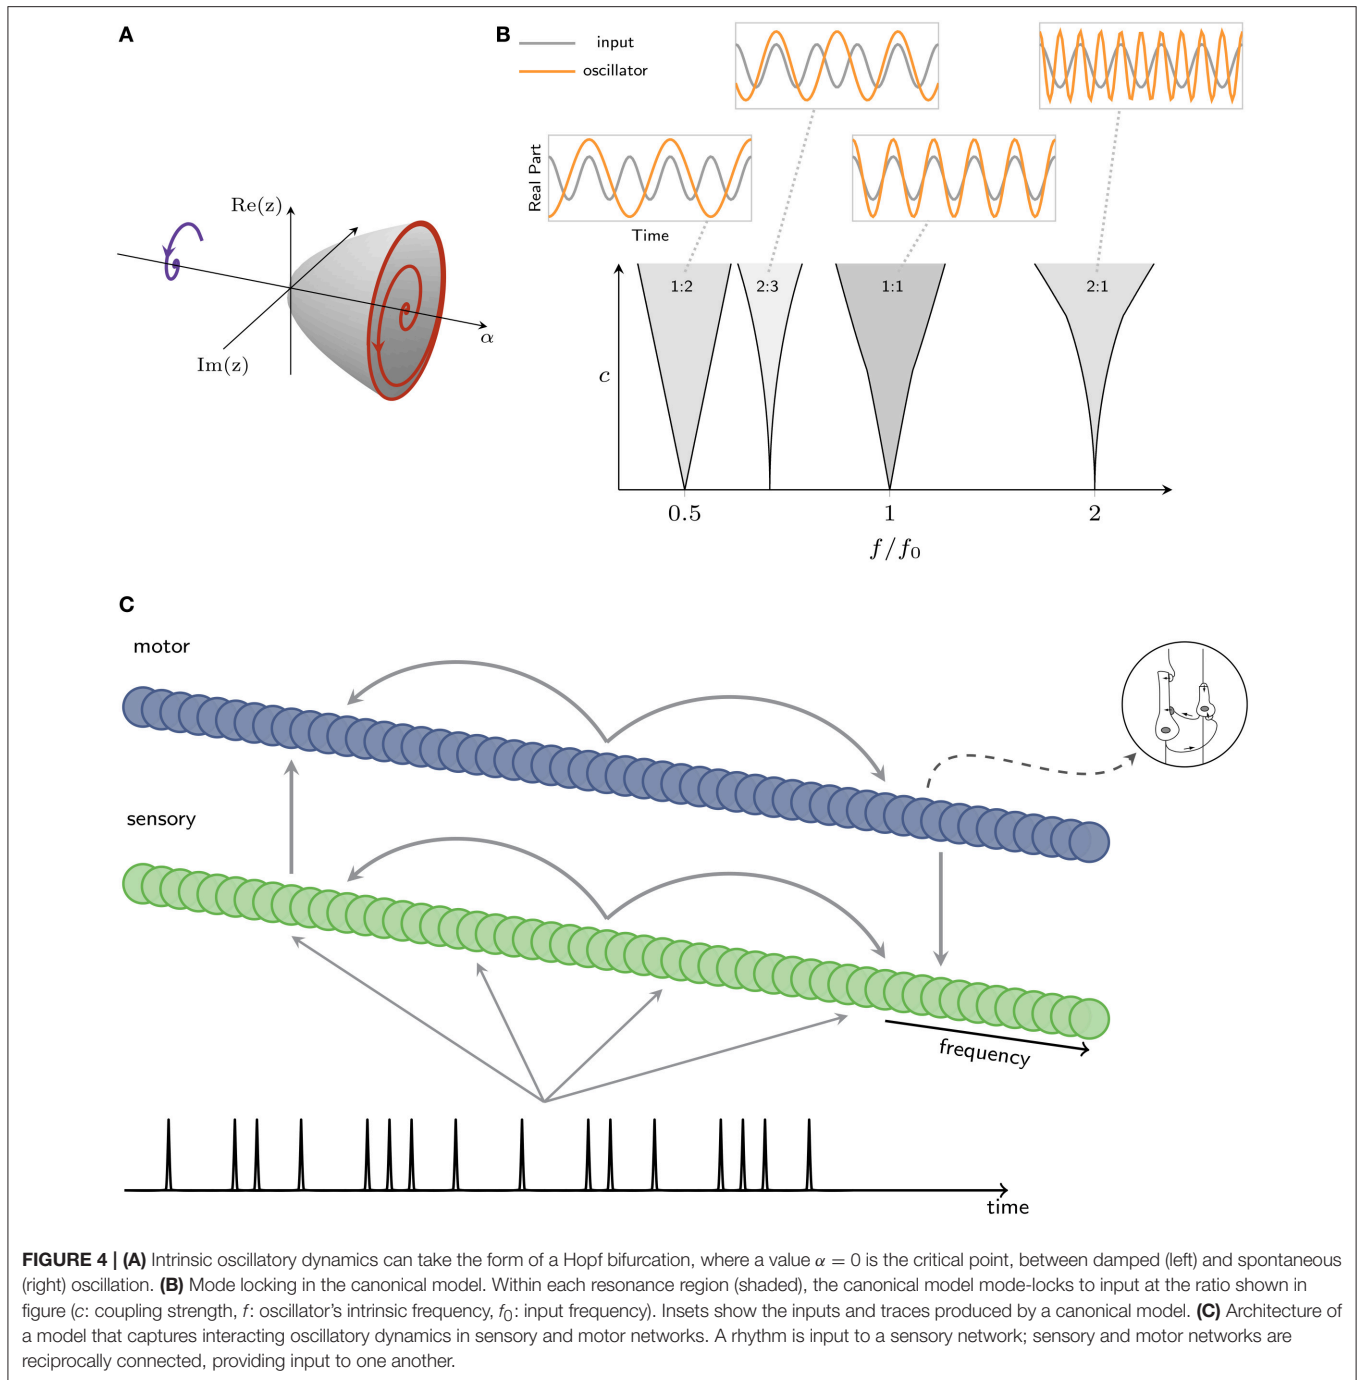 A
Re(z)
Im(z)
α
B
input
oscillator
Real Part
Time
1:2
2:3
1:1
2:1
c
0.5
1
2
f/f₀
C
motor
sensory
frequency
time
FIGURE 4 | (A) Intrinsic oscillatory dynamics can take the form of a Hopf bifurcation, where a value α = 0 is the critical point, between damped (left) and spontaneous
(right) oscillation. (B) Mode locking in the canonical model. Within each resonance region (shaded), the canonical model mode-locks to input at the ratio shown in
figure (c: coupling strength, f: oscillator's intrinsic frequency, f₀: input frequency). Insets show the inputs and traces produced by a canonical model. (C) Architecture of
a model that captures interacting oscillatory dynamics in sensory and motor networks. A rhythm is input to a sensory network; sensory and motor networks are
reciprocally connected, providing input to one another.